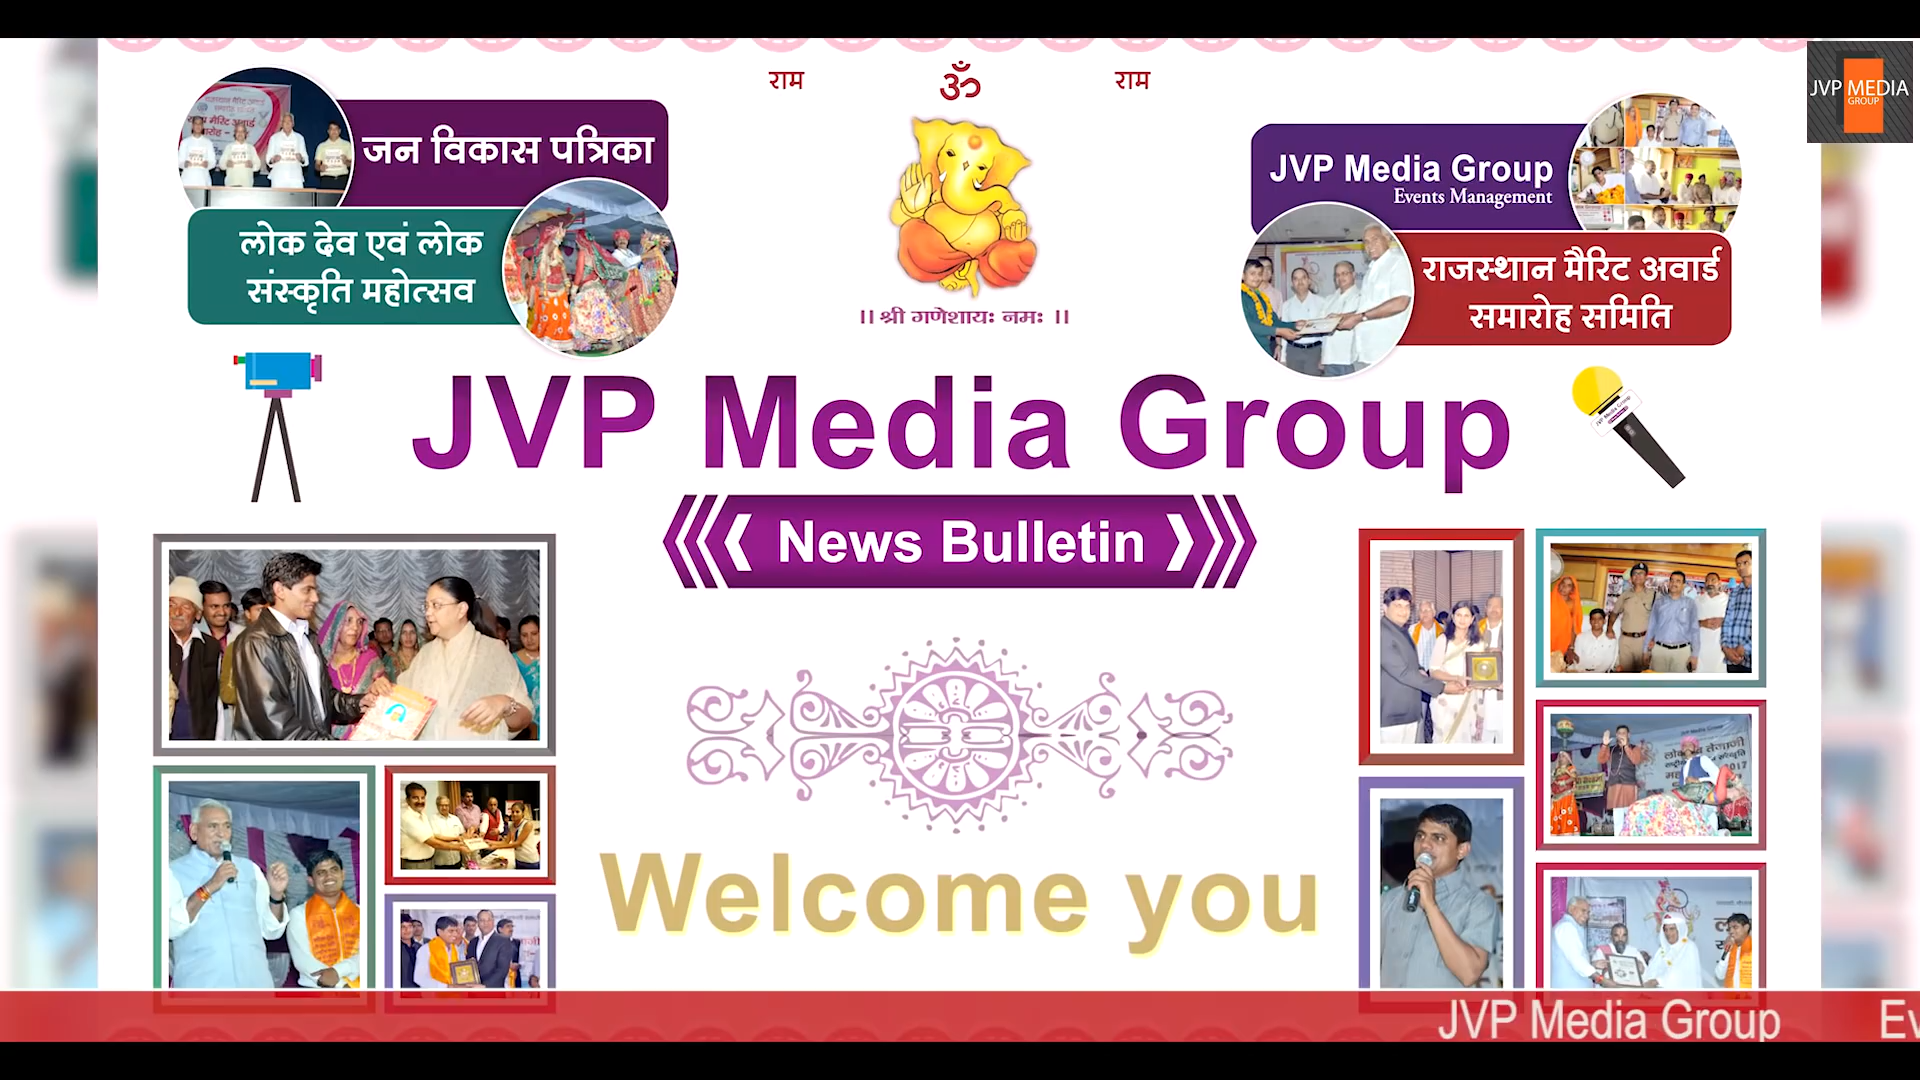 राम
ॐ
राम
JVP MEDIA
GROUP
जन विकास पत्रिका
लोक देव एवं लोक
संस्कृति महोत्सव
।। श्री गणेशायः नमः ।।
JVP Media Group
Events Management
राजस्थान मैरिट अवार्ड
समारोह समिति
JVP Media Group
News Bulletin
Welcome you
JVP Media Group
Ev